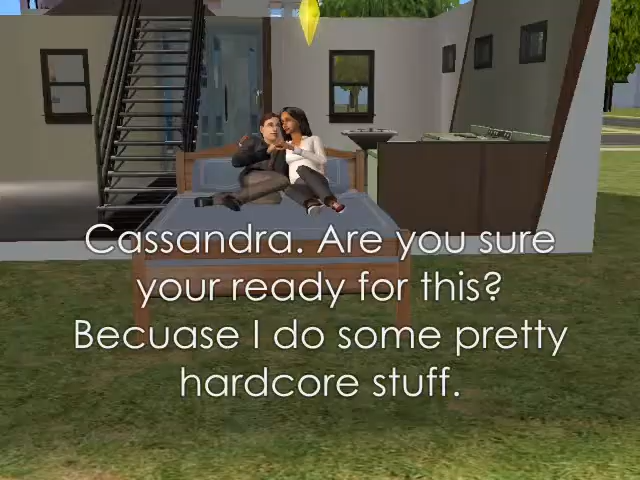 Cassandra. Are you sure
your ready for this?
Becuase I do some pretty
hardcore stuff.